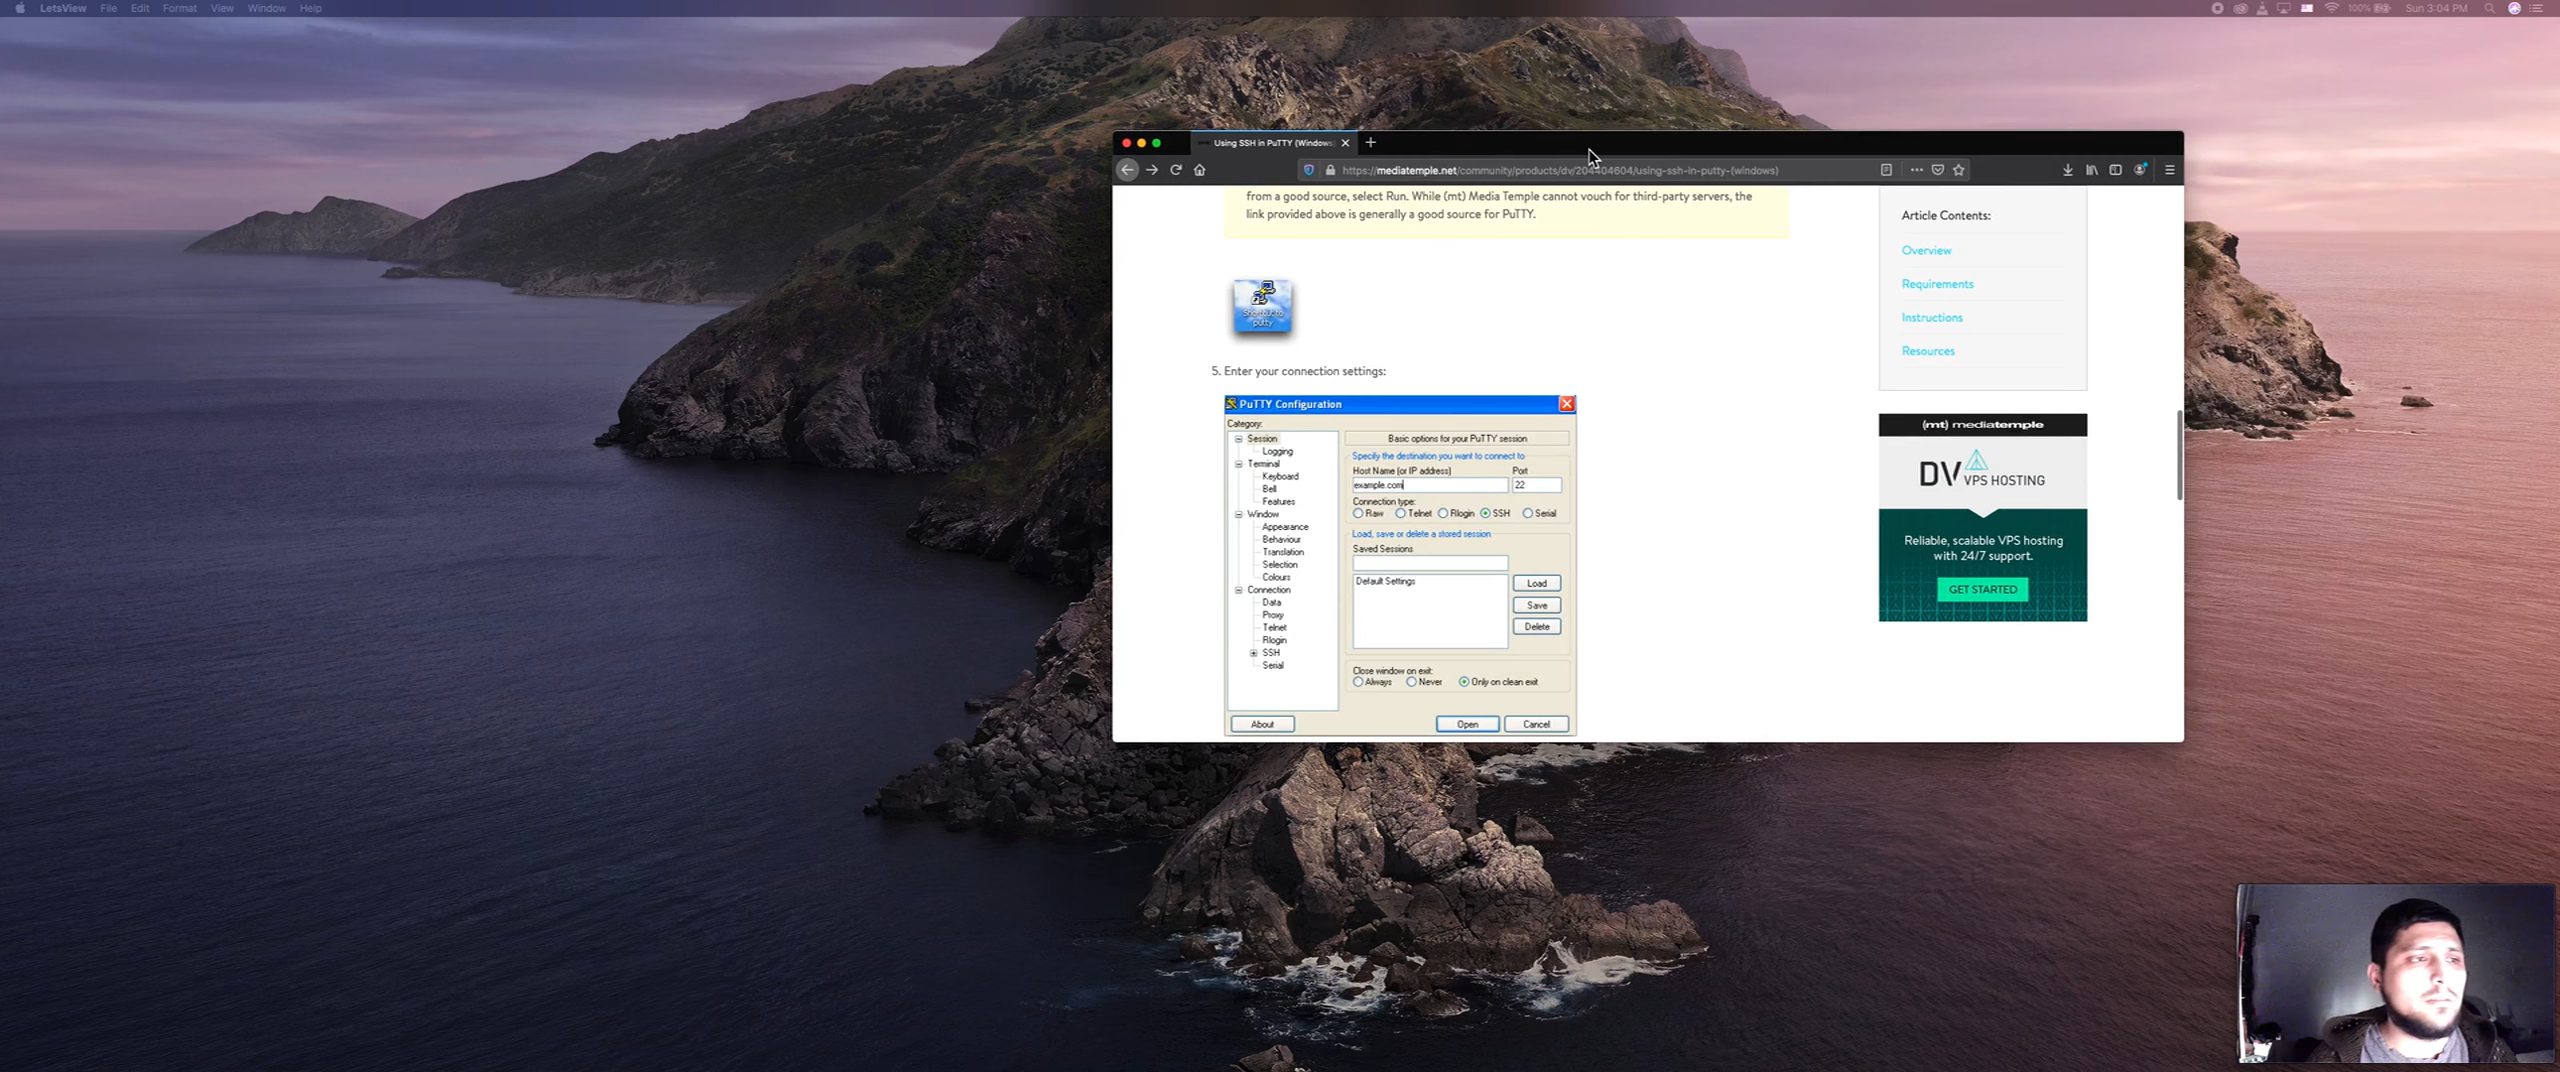 LetsView File Edit Format View Window Help
100% Sun 3:04 PM
Using SSH in PuTTY (Windows
https://mediatemple.net/community/products/dv/204404604/using-ssh-in-putty-(windows)
from a good source, select Run. While (mt) Media Temple cannot vouch for third-party servers, the
link provided above is generally a good source for PuTTY.
Shortcut to
putty
5. Enter your connection settings:
PuTTY Configuration
Category:
Session
Logging
Terminal
Keyboard
Bell
Features
Window
Appearance
Behaviour
Translation
Selection
Colours
Connection
Data
Proxy
Telnet
Rlogin
SSH
Serial
Basic options for your PuTTY session
Specify the destination you want to connect to
Host Name (or IP address) Port
example.com 22
Connection type:
Raw Telnet Rlogin SSH Serial
Load, save or delete a stored session
Saved Sessions
Default Settings
Load
Save
Delete
Close window on exit:
Always Never Only on clean exit
About Open Cancel
Article Contents:
Overview
Requirements
Instructions
Resources
(mt) mediatemple
DV VPS HOSTING
Reliable, scalable VPS hosting
with 24/7 support.
GET STARTED